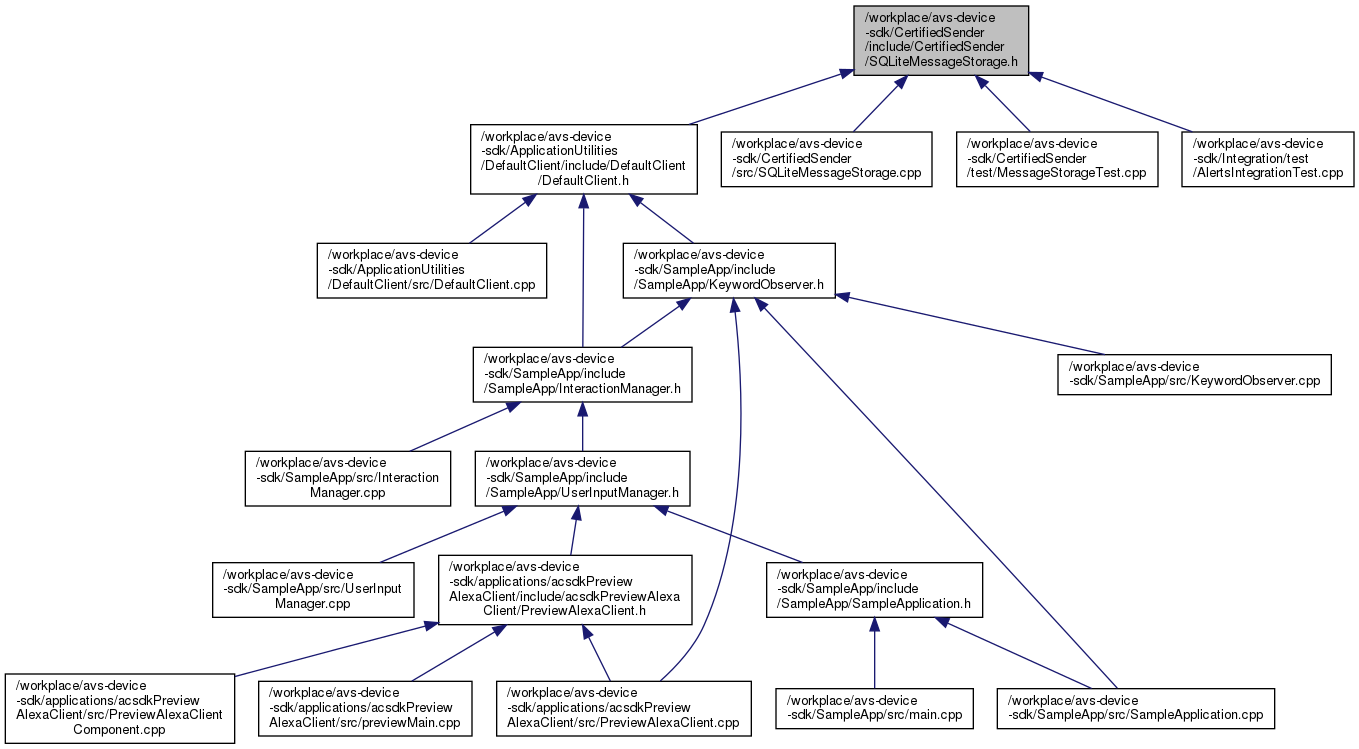 /workplace/avs-device
-sdk/CertifiedSender
/include/CertifiedSender
/SQLiteMessageStorage.h
/workplace/avs-device
-sdk/ApplicationUtilities
/DefaultClient/include/DefaultClient
/DefaultClient.h
/workplace/avs-device
-sdk/CertifiedSender
/src/SQLiteMessageStorage.cpp
/workplace/avs-device
-sdk/CertifiedSender
/test/MessageStorageTest.cpp
/workplace/avs-device
-sdk/Integration/test
/AlertsIntegrationTest.cpp
/workplace/avs-device
-sdk/ApplicationUtilities
/DefaultClient/src/DefaultClient.cpp
/workplace/avs-device
-sdk/SampleApp/include
/SampleApp/KeywordObserver.h
/workplace/avs-device
-sdk/SampleApp/include
/SampleApp/InteractionManager.h
/workplace/avs-device
-sdk/SampleApp/src/KeywordObserver.cpp
/workplace/avs-device
-sdk/SampleApp/src/Interaction
Manager.cpp
/workplace/avs-device
-sdk/SampleApp/include
/SampleApp/UserInputManager.h
/workplace/avs-device
-sdk/SampleApp/src/UserInput
Manager.cpp
/workplace/avs-device
-sdk/applications/acsdkPreview
AlexaClient/include/acsdkPreviewAlexa
Client/PreviewAlexaClient.h
/workplace/avs-device
-sdk/SampleApp/include
/SampleApp/SampleApplication.h
/workplace/avs-device
-sdk/applications/acsdkPreview
AlexaClient/src/PreviewAlexaClient
Component.cpp
/workplace/avs-device
-sdk/applications/acsdkPreview
AlexaClient/src/previewMain.cpp
/workplace/avs-device
-sdk/applications/acsdkPreview
AlexaClient/src/PreviewAlexaClient.cpp
/workplace/avs-device
-sdk/SampleApp/src/main.cpp
/workplace/avs-device
-sdk/SampleApp/src/SampleApplication.cpp